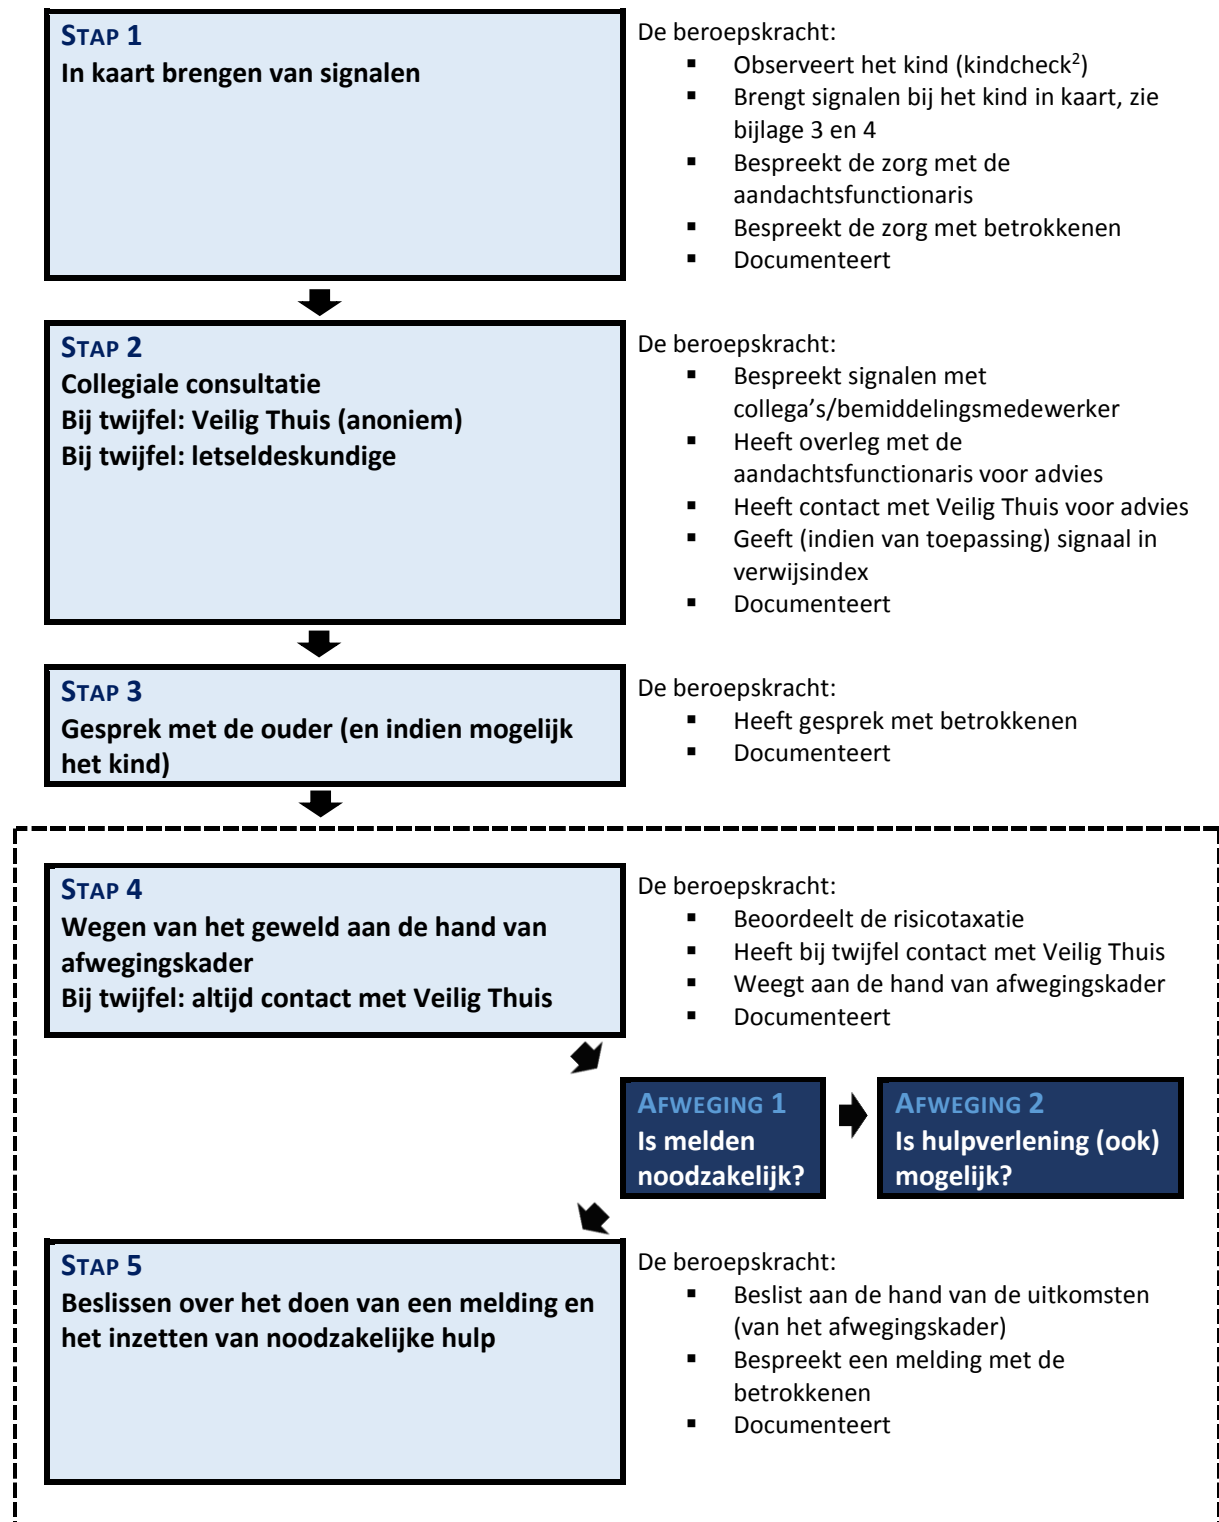 STAP 1
In kaart brengen van signalen
De beroepskracht:
▪ Observeert het kind (kindcheck²)
▪ Brengt signalen bij het kind in kaart, zie
bijlage 3 en 4
▪ Bespreekt de zorg met de
aandachtsfunctionaris
▪ Bespreekt de zorg met betrokkenen
▪ Documenteert
STAP 2
Collegiale consultatie
Bij twijfel: Veilig Thuis (anoniem)
Bij twijfel: letseldeskundige
De beroepskracht:
▪ Bespreekt signalen met
collega’s/bemiddelingsmedewerker
▪ Heeft overleg met de
aandachtsfunctionaris voor advies
▪ Heeft contact met Veilig Thuis voor advies
▪ Geeft (indien van toepassing) signaal in
verwijsindex
▪ Documenteert
STAP 3
Gesprek met de ouder (en indien mogelijk
het kind)
De beroepskracht:
▪ Heeft gesprek met betrokkenen
▪ Documenteert
STAP 4
Wegen van het geweld aan de hand van
afwegingskader
Bij twijfel: altijd contact met Veilig Thuis
De beroepskracht:
▪ Beoordeelt de risicotaxatie
▪ Heeft bij twijfel contact met Veilig Thuis
▪ Weegt aan de hand van afwegingskader
▪ Documenteert
AFWEGING 1
Is melden
noodzakelijk?
AFWEGING 2
Is hulpverlening (ook)
mogelijk?
STAP 5
Beslissen over het doen van een melding en
het inzetten van noodzakelijke hulp
De beroepskracht:
▪ Beslist aan de hand van de uitkomsten
(van het afwegingskader)
▪ Bespreekt een melding met de
betrokkenen
▪ Documenteert